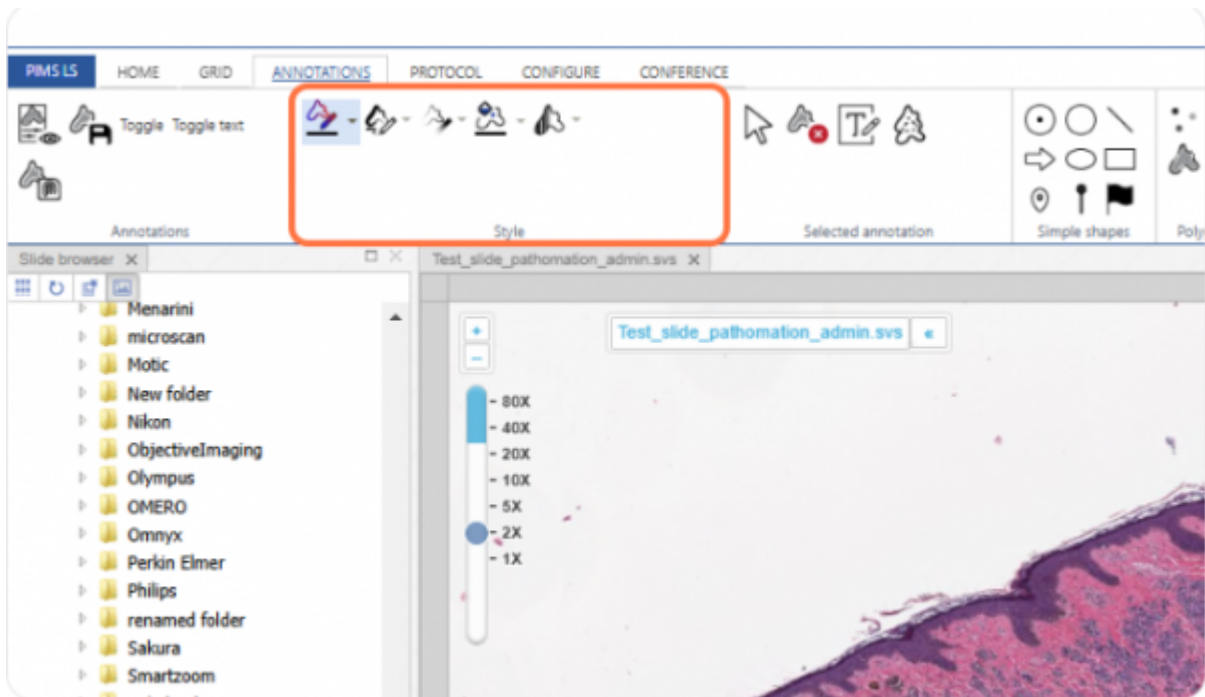 PIMS LS HOME GRID ANNOTATIONS PROTOCOL CONFIGURE CONFERENCE
Toggle Toggle text
Annotations Style Selected annotation Simple shapes Poly
Slide browser
Test_slide_pathomation_admin.svs
Menarini
microscan
Motic
New folder
Nikon
ObjectiveImaging
Olympus
OMERO
Omnyx
Perkin Elmer
Philips
renamed folder
Sakura
Smartzoom
+
Test_slide_pathomation_admin.svs «
-
- 80X
- 40X
- 20X
- 10X
- 5X
- 2X
- 1X